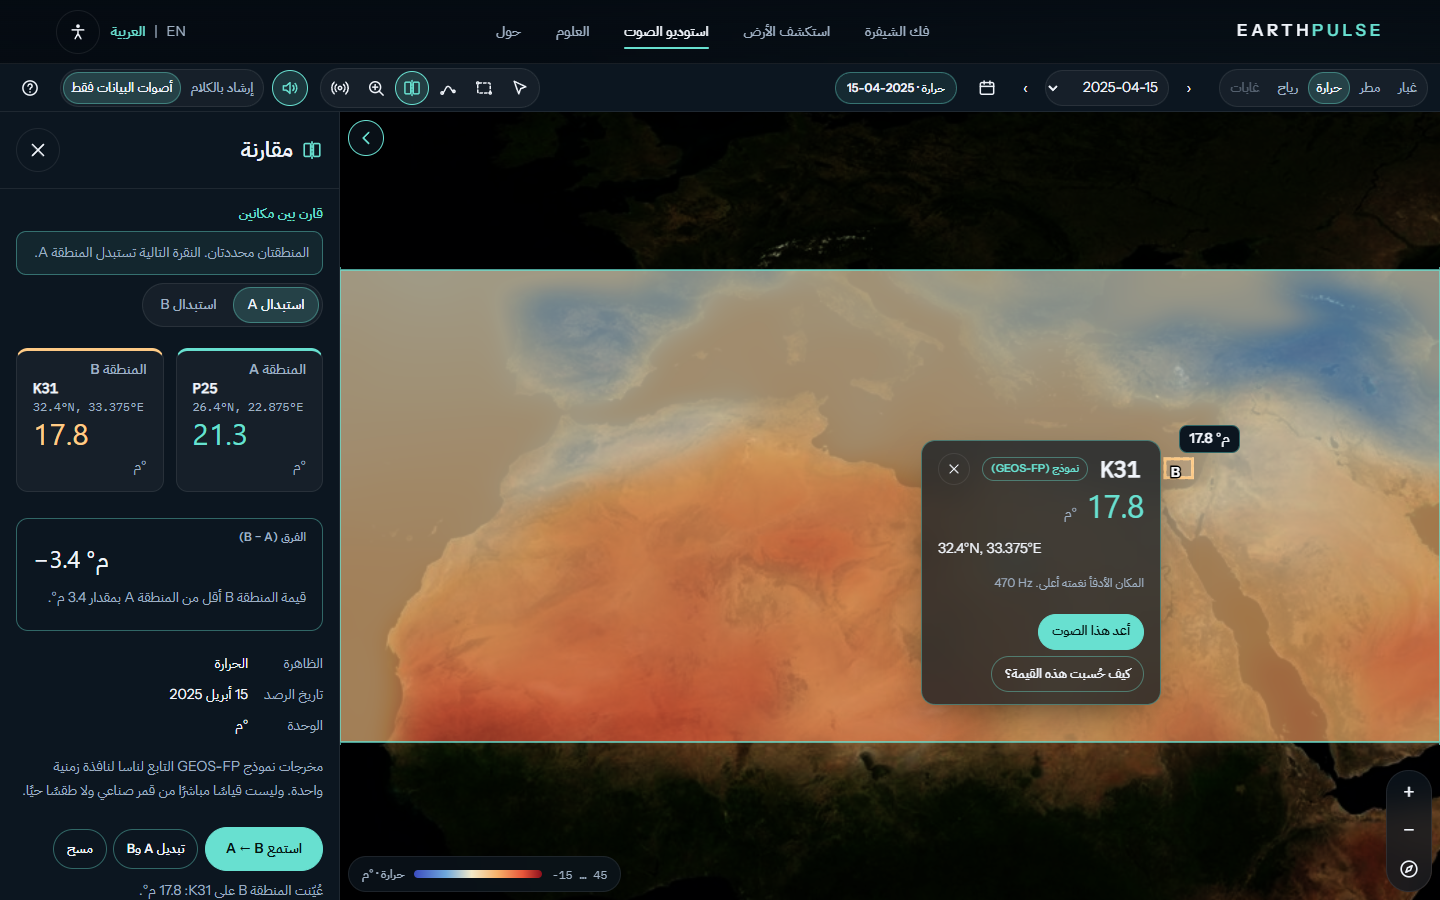 EARTHPULSE
فك الشيفرة
استكشف الأرض
استوديو الصوت
العلوم
حول
العربية | EN
غبار
مطر
حرارة
رياح
غابات
2025-04-15
حرارة · 2025-04-15
إرشاد بالكلام
أصوات البيانات فقط
مقارنة
قارن بين مكانين
المنطقتان محددتان. النقرة التالية تستبدل المنطقة A.
استبدال A
استبدال B
المنطقة A
P25
26.4°N, 22.875°E
21.3
°م
المنطقة B
K31
32.4°N, 33.375°E
17.8
°م
الفرق (B − A)
−3.4 °م
قيمة المنطقة B أقل من المنطقة A بمقدار 3.4 °م.
الظاهرة
الحرارة
تاريخ الرصد
15 أبريل 2025
الوحدة
°م
مخرجات نموذج GEOS-FP التابع لناسا لنافذة زمنية
واحدة. وليست قياسًا مباشرًا من قمر صناعي ولا طقسًا حيًا.
استمع A ← B
تبديل A وB
مسح
عُيّنت المنطقة B على K31: 17.8 °م.
17.8 °م
B
K31
نموذج (GEOS-FP)
17.8 °م
32.4°N, 33.375°E
المكان الأدفأ نغمته أعلى. 470 Hz
أعد هذا الصوت
كيف حُسبت هذه القيمة؟
حرارة · °م
-15 … 45